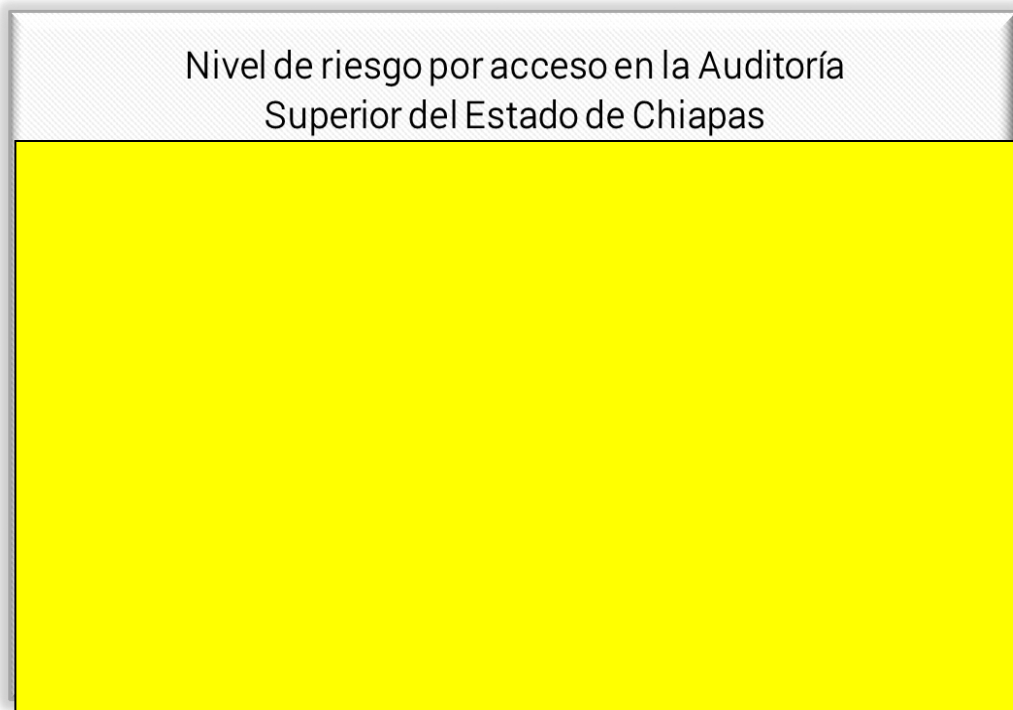 Nivel de riesgo por acceso en la Auditoría
Superior del Estado de Chiapas